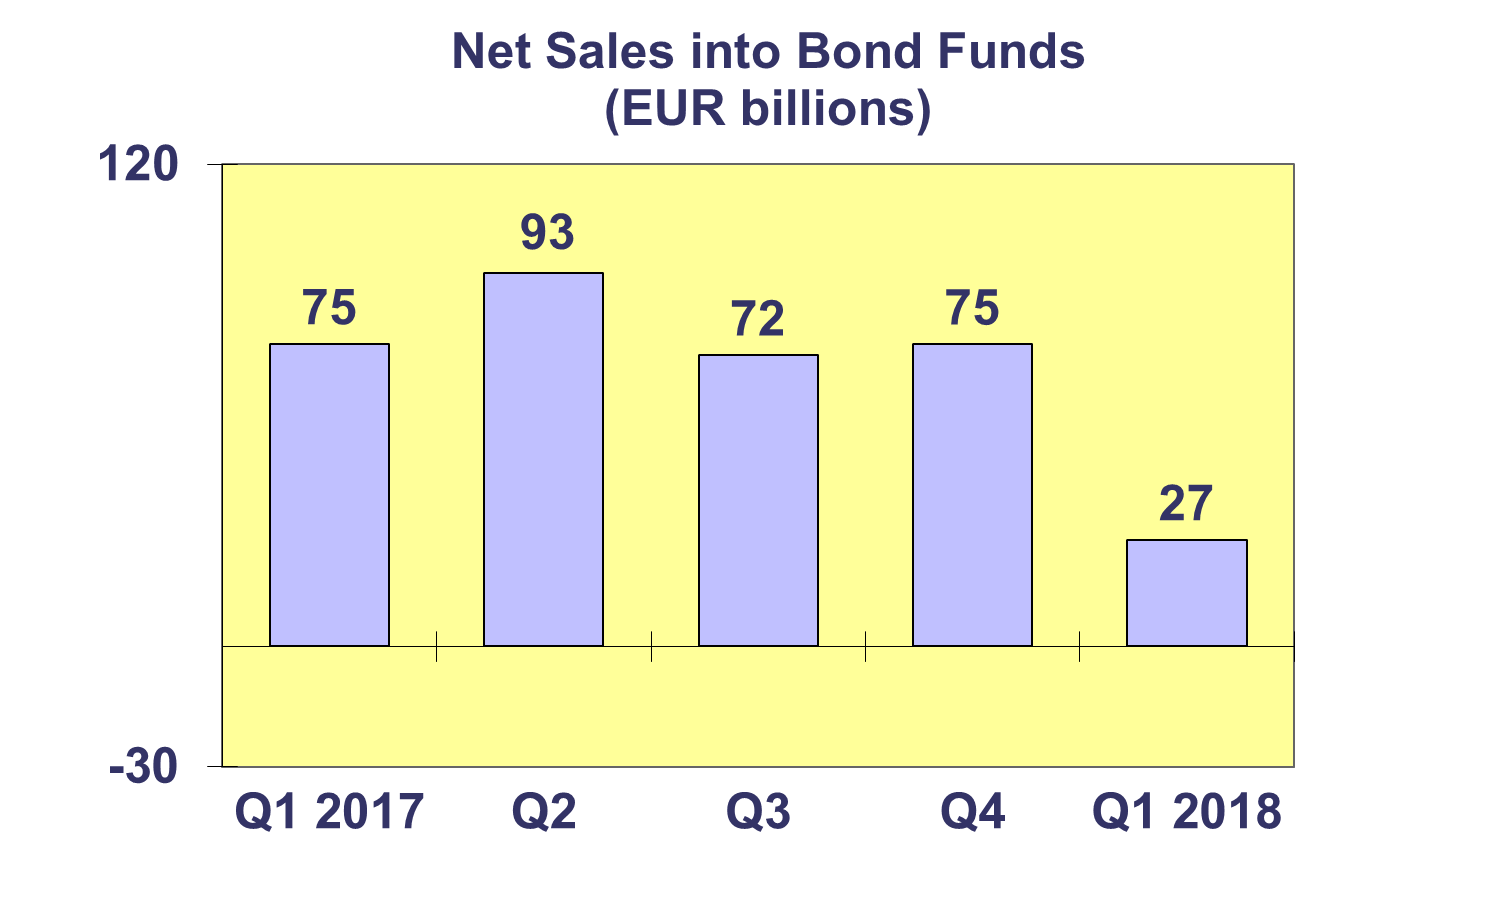 Net Sales into Bond Funds
(EUR billions)
120
93
75
72
75
27
-30
Q1 2017
Q2
Q3
Q4
Q1 2018